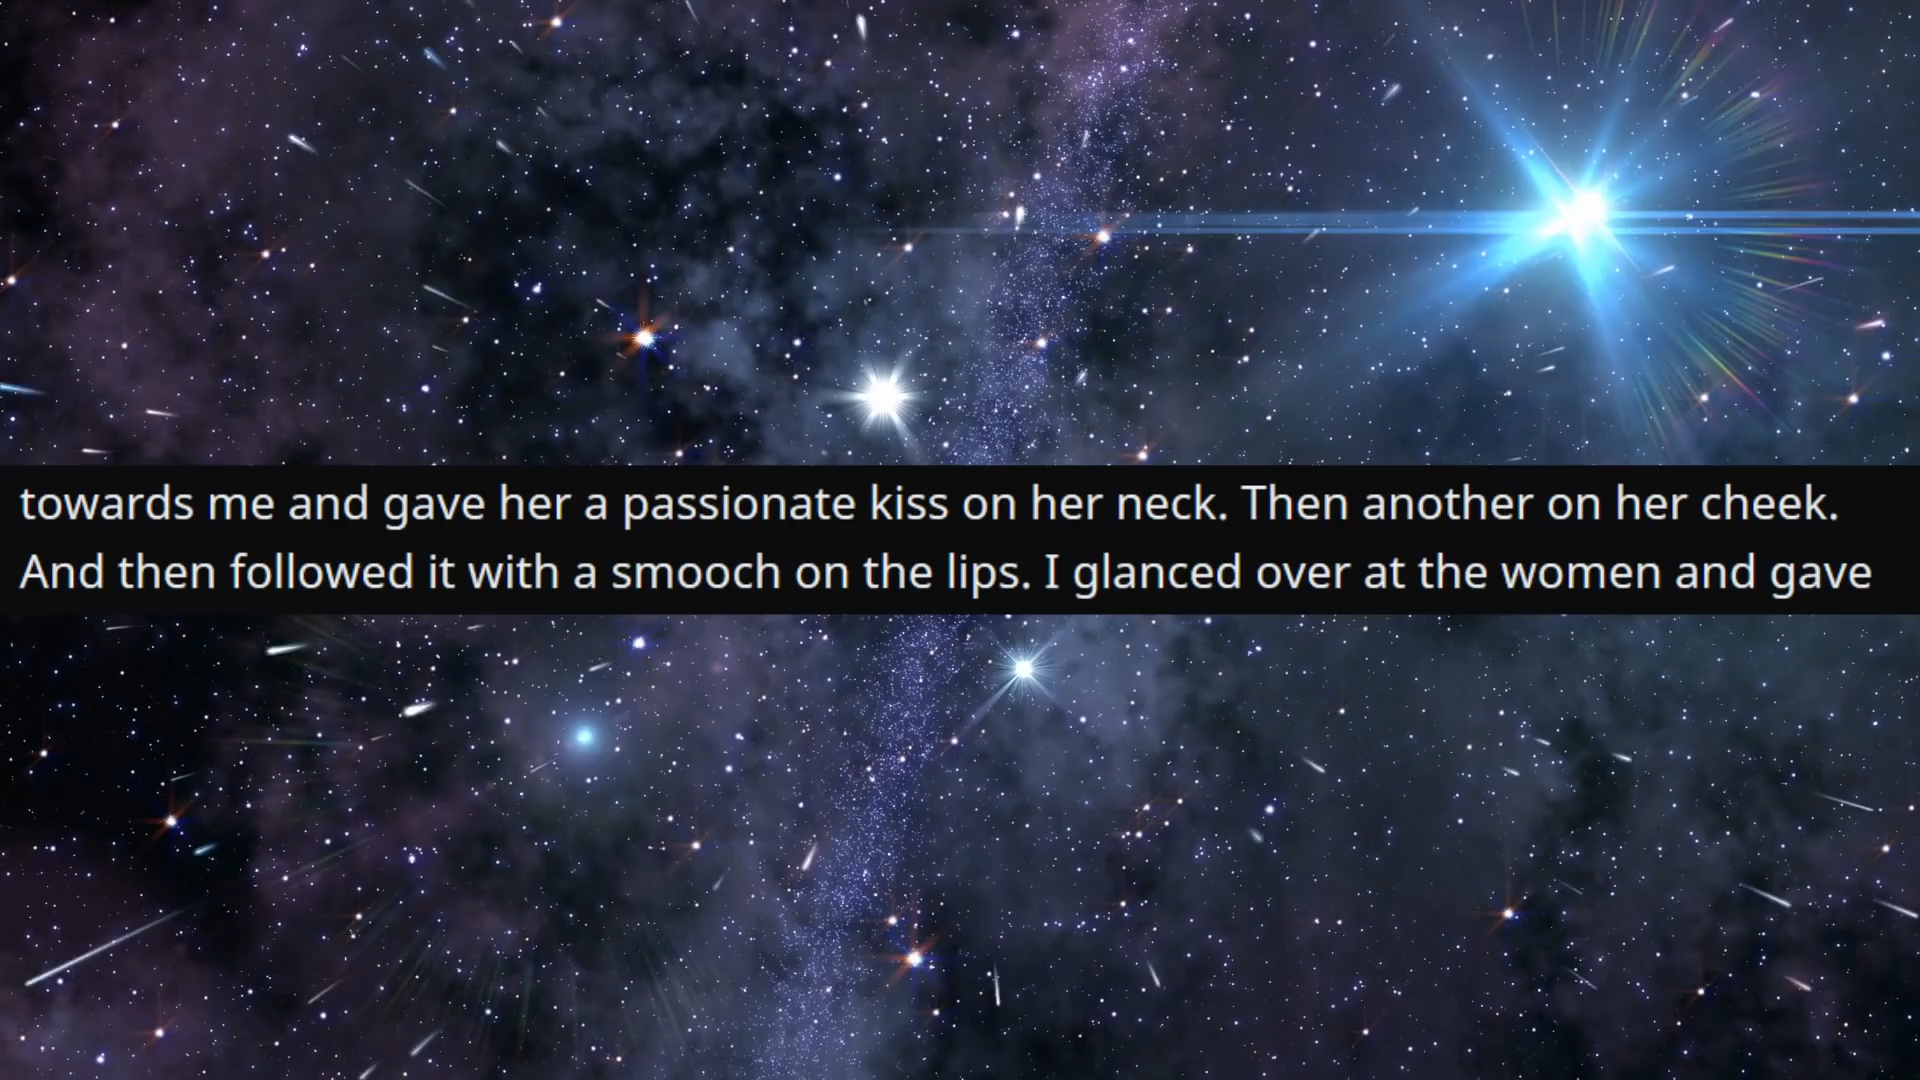 towards me and gave her a passionate kiss on her neck. Then another on her cheek.
And then followed it with a smooch on the lips. I glanced over at the women and gave